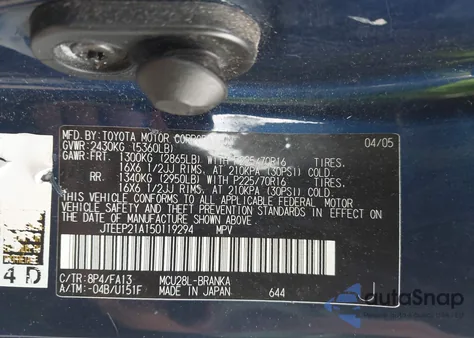 MFD. BY: TOYOTA MOTOR CORPOR 04/05
GVWR: 2430KG (5360LB)
GAWR: FRT. 1300KG (2865LB) WITH P225/70R16 TIRES.
16X6 1/2JJ RIMS. AT 210KPA (30PSI) COLD.
RR. 1340KG (2950LB) WITH P225/70R16 TIRES.
16X6 1/2JJ RIMS. AT 210KPA (30PSI) COLD.
THIS VEHICLE CONFORMS TO ALL APPLICABLE FEDERAL MOTOR
VEHICLE SAFETY AND THEFT PREVENTION STANDARDS IN EFFECT
ON THE DATE OF MANUFACTURE SHOWN ABOVE.
JTEEP21A150119294 MPV
C/TR: 8P4/FA13 MCU28L-BRANKA
A/TM: -04B/U151F MADE IN JAPAN 644
4 D
autoSnap